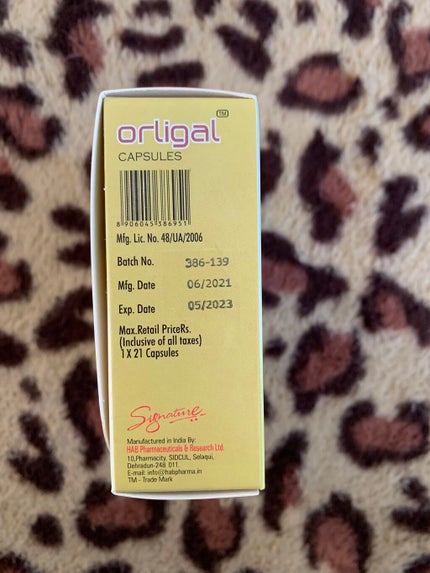 orligal TM
CAPSULES
8 906045 386951
Mfg. Lic. No. 48/UA/2006
Batch No. 386-139
Mfg. Date 06/2021
Exp. Date 05/2023
Max.Retail PriceRs.
(Inclusive of all taxes)
1 X 21 Capsules
Signature
Manufactured in India By:
HAB Pharmaceuticals & Research Ltd.
10,Pharmacity, SIDCUL, Selaqui,
Dehradun-248 011.
E-mail: info@habpharma.in
TM - Trade Mark